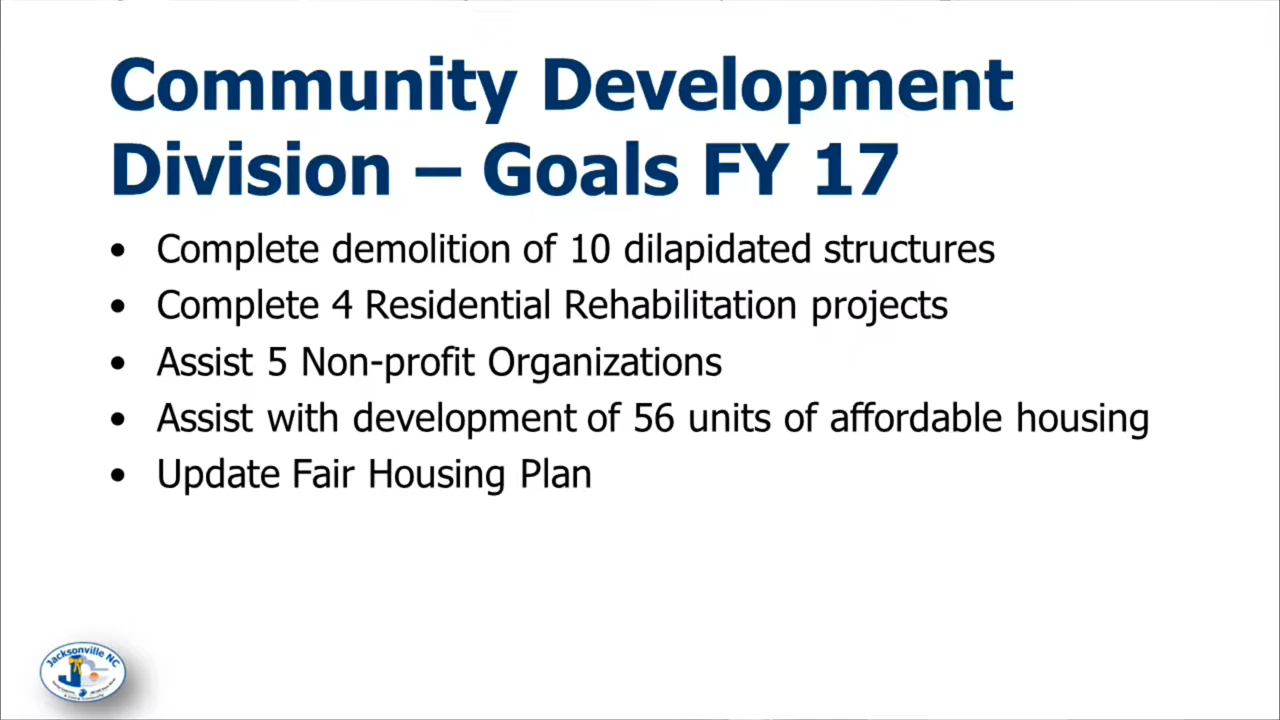 Community Development
Division – Goals FY 17
• Complete demolition of 10 dilapidated structures
• Complete 4 Residential Rehabilitation projects
• Assist 5 Non-profit Organizations
• Assist with development of 56 units of affordable housing
• Update Fair Housing Plan
Jacksonville NC